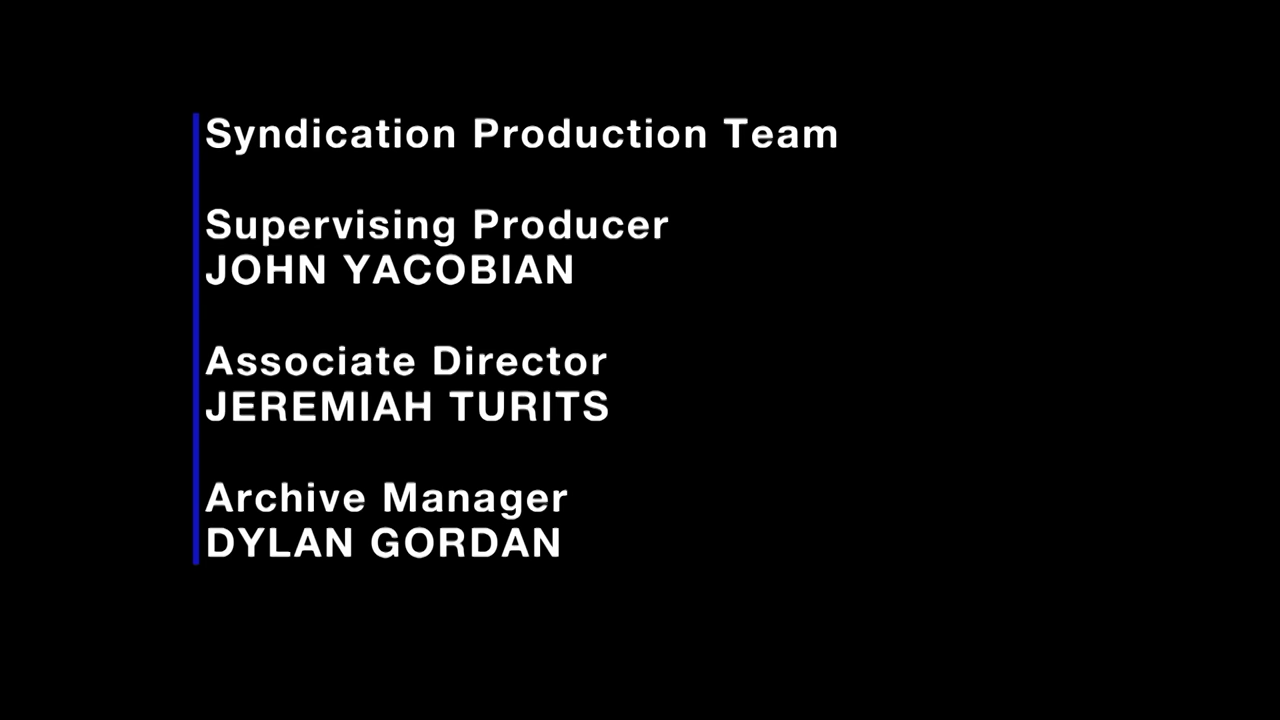 Syndication Production Team
Supervising Producer
JOHN YACOBIAN
Associate Director
JEREMIAH TURITS
Archive Manager
DYLAN GORDAN